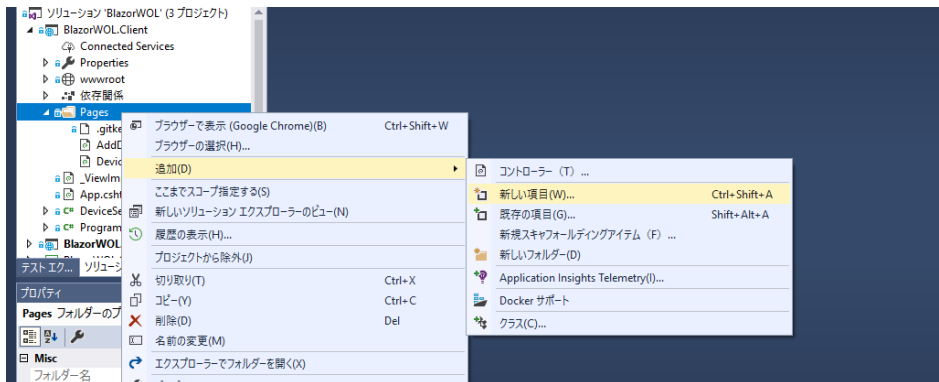 ソリューション 'BlazorWOL' (3 プロジェクト)
BlazorWOL.Client
Connected Services
Properties
wwwroot
依存関係
Pages
.gitke
AddD
Devic
_ViewIm
App.csht
DeviceSe
Program
BlazorWOL
テスト エク...
ソリューシ
プロパティ
Pages フォルダーのプ
Misc
フォルダー名
ブラウザーで表示 (Google Chrome)(B) Ctrl+Shift+W
ブラウザーの選択(H)...
追加(D)
ここまでスコープ指定する(S)
新しいソリューション エクスプローラーのビュー(N)
履歴の表示(H)...
プロジェクトから除外(J)
切り取り(T) Ctrl+X
コピー(Y) Ctrl+C
削除(D) Del
名前の変更(M)
エクスプローラーでフォルダーを開く(X)
コントローラー (T) ...
新しい項目(W)... Ctrl+Shift+A
既存の項目(G)... Shift+Alt+A
新規スキャフォールディングアイテム (F) ...
新しいフォルダー(D)
Application Insights Telemetry(I)...
Docker サポート
クラス(C)...